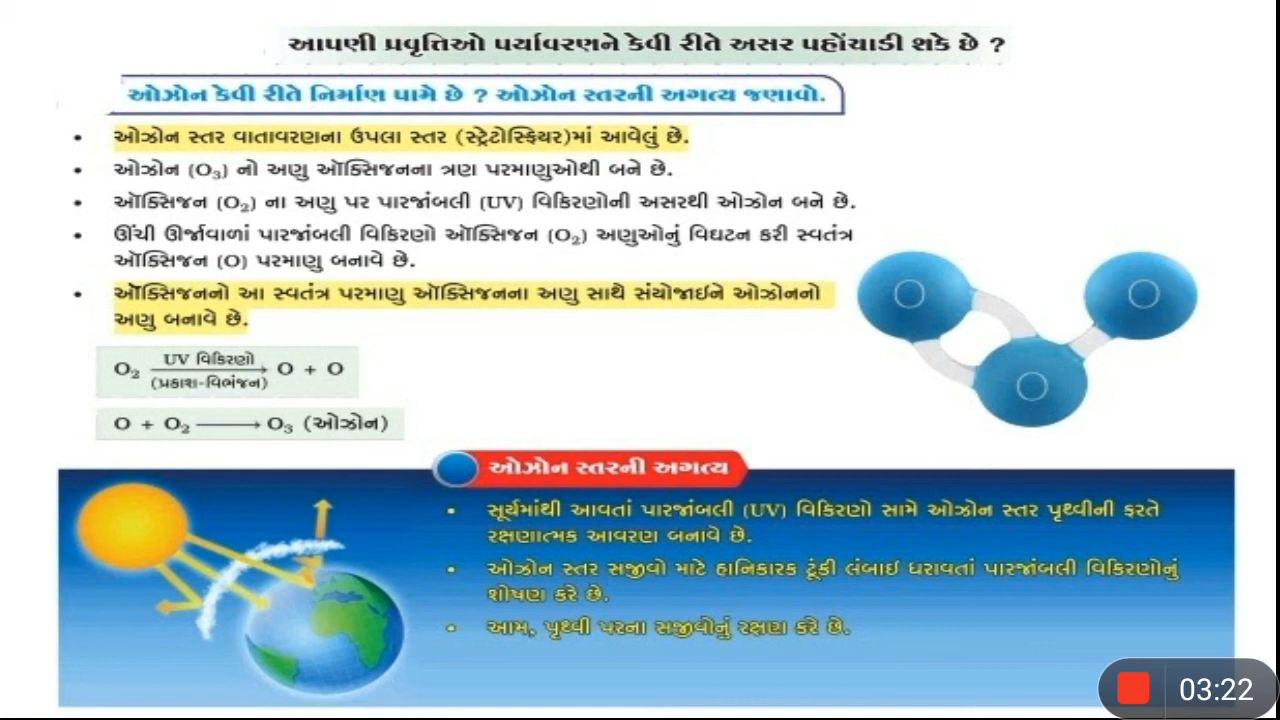 આપણી પ્રવૃત્તિઓ પર્યાવરણને કેવી રીતે અસર પહોંચાડી શકે છે ?
ઓઝોન કેવી રીતે નિર્માણ પામે છે ? ઓઝોન સ્તરની અગત્ય જણાવો.
• ઓઝોન સ્તર વાતાવરણના ઉપલા સ્તર (સ્ટ્રેટોસ્ફિયર)માં આવેલું છે.
• ઓઝોન (O₃) નો અણુ ઑક્સિજનના ત્રણ પરમાણુઓથી બને છે.
• ઑક્સિજન (O₂) ના અણુ પર પારજાંબલી (UV) વિકિરણોની અસરથી ઓઝોન બને છે.
• ઊંચી ઊર્જાવાળાં પારજાંબલી વિકિરણો ઑક્સિજન (O₂) અણુઓનું વિઘટન કરી સ્વતંત્ર
ઑક્સિજન (O) પરમાણુ બનાવે છે.
• ઑક્સિજનનો આ સ્વતંત્ર પરમાણુ ઑક્સિજનના અણુ સાથે સંયોજાઇને ઓઝોનનો
અણુ બનાવે છે.
O₂ UV વિકિરણો (પ્રકાશ-વિભંજન) → O + O
O + O₂ → O₃ (ઓઝોન)
ઓઝોન સ્તરની અગત્ય
• સૂર્યમાંથી આવતાં પારજાંબલી (UV) વિકિરણો સામે ઓઝોન સ્તર પૃથ્વીની ફરતે
રક્ષણાત્મક આવરણ બનાવે છે.
• ઓઝોન સ્તર સજીવો માટે હાનિકારક ટૂંકી લંબાઇ ધરાવતાં પારજાંબલી વિકિરણોનું
શોષણ કરે છે.
• આમ, પૃથ્વી પરના સજીવોનું રક્ષણ કરે છે.
03:22